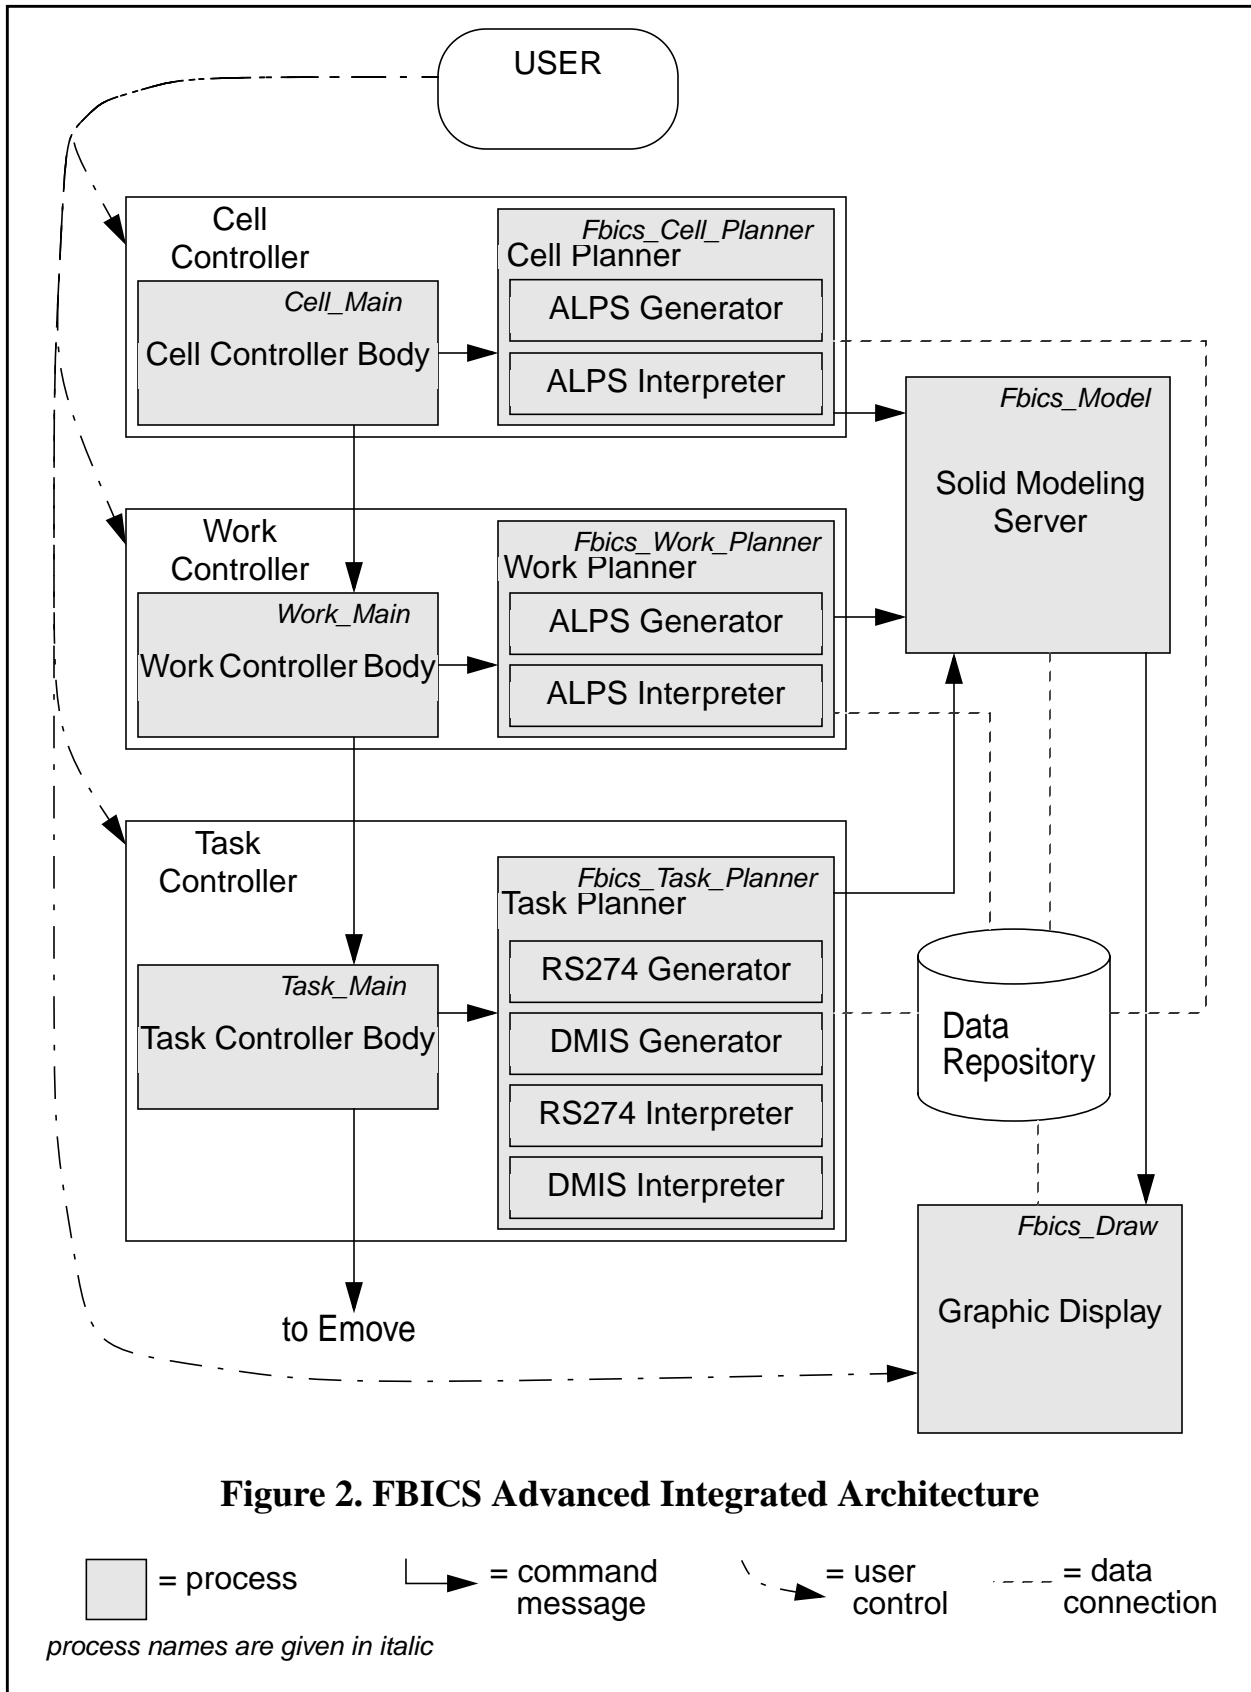 USER
Cell
Controller
Cell_Main
Cell Controller Body
Fbics_Cell_Planner
Cell Planner
ALPS Generator
ALPS Interpreter
Fbics_Model
Solid Modeling
Server
Work
Controller
Work_Main
Work Controller Body
Fbics_Work_Planner
Work Planner
ALPS Generator
ALPS Interpreter
Task
Controller
Task_Main
Task Controller Body
Fbics_Task_Planner
Task Planner
RS274 Generator
DMIS Generator
RS274 Interpreter
DMIS Interpreter
Data
Repository
Fbics_Draw
Graphic Display
to Emove
Figure 2. FBICS Advanced Integrated Architecture
= process
= command
message
= user
control
= data
connection
process names are given in italic